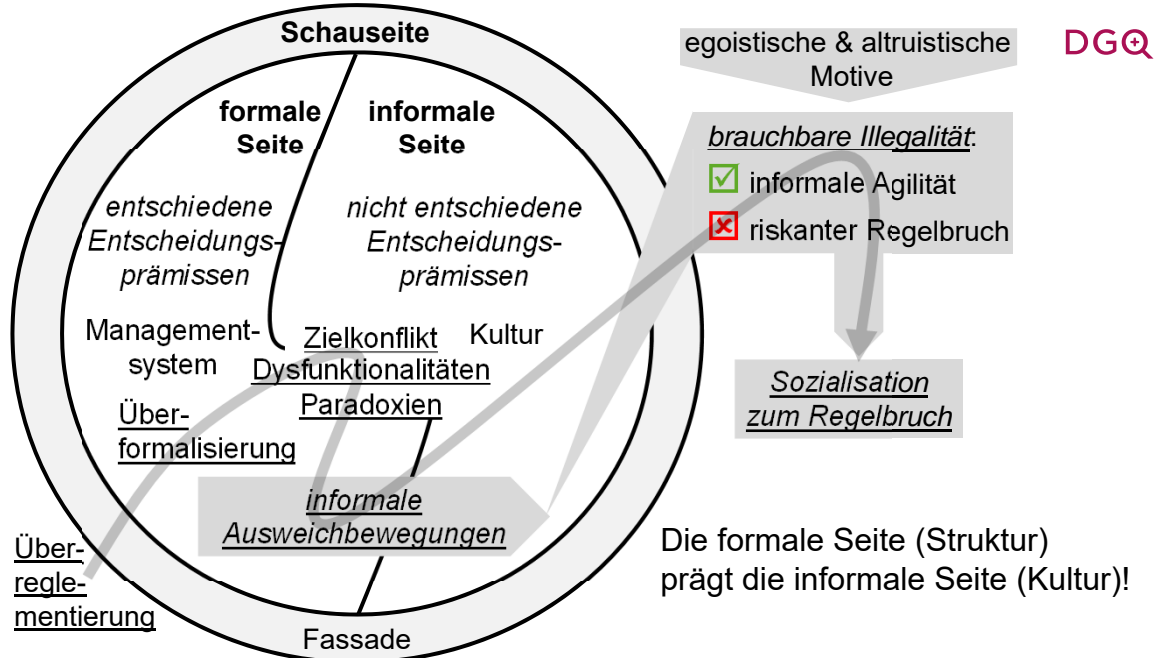 Schauseite
formale
Seite
informale
Seite
entschiedene
Entscheidungs-
prämissen
nicht entschiedene
Entscheidungs-
prämissen
Management-
system
Zielkonflikt
Kultur
Dysfunktionalitäten
Paradoxien
Über-
formalisierung
informale
Ausweichbewegungen
Über-
regle-
mentierung
Fassade
egoistische & altruistische
Motive
DGQ
brauchbare Illegalität:
informale Agilität
riskanter Regelbruch
Sozialisation
zum Regelbruch
Die formale Seite (Struktur)
prägt die informale Seite (Kultur)!